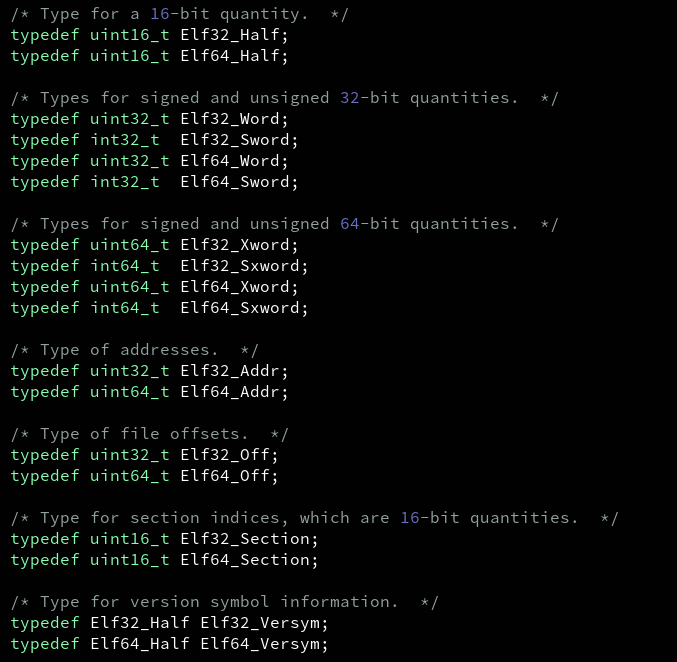 /* Type for a 16-bit quantity.  */
typedef uint16_t Elf32_Half;
typedef uint16_t Elf64_Half;

/* Types for signed and unsigned 32-bit quantities.  */
typedef uint32_t Elf32_Word;
typedef int32_t  Elf32_Sword;
typedef uint32_t Elf64_Word;
typedef int32_t  Elf64_Sword;

/* Types for signed and unsigned 64-bit quantities.  */
typedef uint64_t Elf32_Xword;
typedef int64_t  Elf32_Sxword;
typedef uint64_t Elf64_Xword;
typedef int64_t  Elf64_Sxword;

/* Type of addresses.  */
typedef uint32_t Elf32_Addr;
typedef uint64_t Elf64_Addr;

/* Type of file offsets.  */
typedef uint32_t Elf32_Off;
typedef uint64_t Elf64_Off;

/* Type for section indices, which are 16-bit quantities.  */
typedef uint16_t Elf32_Section;
typedef uint16_t Elf64_Section;

/* Type for version symbol information.  */
typedef Elf32_Half Elf32_Versym;
typedef Elf64_Half Elf64_Versym;